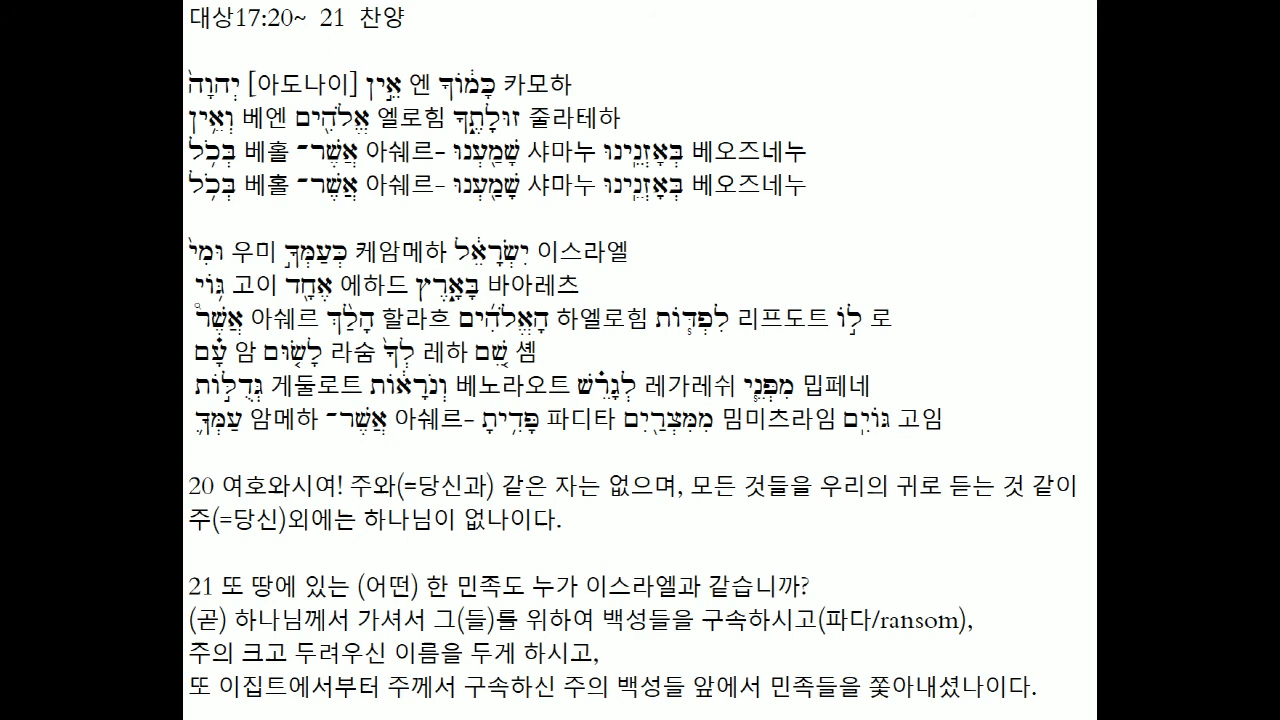 대상17:20~ 21 찬양
יְהוָה֙ [아도나이] אֵ֣ין 엔 כָּמ֔וֹךָ 카모하
וְאֵ֥ין 베엔 אֱלֹהִ֖ים 엘로힘 זוּלָתֶ֑ךָ 줄라테하
בְּכֹ֥ל 베홀 אֲשֶׁר־ 아쉐르- שָׁמַ֖עְנוּ 샤마누 בְּאָזְנֵֽינוּ 베오즈네누
בְּכֹ֥ל 베홀 אֲשֶׁר־ 아쉐르- שָׁמַ֖עְנוּ 샤마누 בְּאָזְנֵֽינוּ 베오즈네누
וּמִי֙ 우미 כְּעַמְּךָ֣ 케암메하 יִשְׂרָאֵ֔ל 이스라엘
גּ֥וֹי 고이 אֶחָ֖ד 에하드 בָּאָ֑רֶץ 바아레츠
אֲשֶׁר֩ 아쉐르 הָלַ֨ךְ 할라흐 הָאֱלֹהִ֜ים 하엘로힘 לִפְדּ֧וֹת 리프도트 ל֣וֹ 로
עָ֗ם 암 לָשׂ֤וּם 라숨 לְךָ֙ 레하 שֵׁ֚ם 솀
גְּדֻלּ֣וֹת 게둘로트 וְנֹרָא֔וֹת 베노라오트 לְגָרֵ֗שׁ 레가레쉬 מִפְּנֵ֧י 밉페네
עַמְּךָ֛ 암메하 אֲשֶׁר־ 아쉐르- פָּדִ֥יתָ 파디타 מִמִּצְרַ֖יִם 밈미츠라임 גּוֹיִֽם 고임
20 여호와시여! 주와(=당신과) 같은 자는 없으며, 모든 것들을 우리의 귀로 듣는 것 같이
주(=당신)외에는 하나님이 없나이다.
21 또 땅에 있는 (어떤) 한 민족도 누가 이스라엘과 같습니까?
(곧) 하나님께서 가셔서 그(들)를 위하여 백성들을 구속하시고(파다/ransom),
주의 크고 두려우신 이름을 두게 하시고,
또 이집트에서부터 주께서 구속하신 주의 백성들 앞에서 민족들을 쫓아내셨나이다.